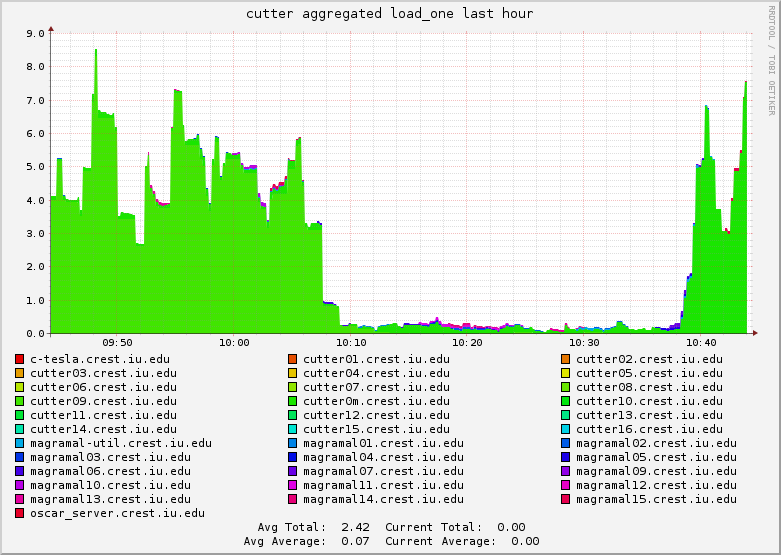 cutter aggregated load_one last hour
RRDTOOL / TOBI OETIKER
9.0
8.0
7.0
6.0
5.0
4.0
3.0
2.0
1.0
0.0
09:50 10:00 10:10 10:20 10:30 10:40
c-tesla.crest.iu.edu cutter01.crest.iu.edu cutter02.crest.iu.edu
cutter03.crest.iu.edu cutter04.crest.iu.edu cutter05.crest.iu.edu
cutter06.crest.iu.edu cutter07.crest.iu.edu cutter08.crest.iu.edu
cutter09.crest.iu.edu cutter0m.crest.iu.edu cutter10.crest.iu.edu
cutter11.crest.iu.edu cutter12.crest.iu.edu cutter13.crest.iu.edu
cutter14.crest.iu.edu cutter15.crest.iu.edu cutter16.crest.iu.edu
magramal-util.crest.iu.edu magramal01.crest.iu.edu magramal02.crest.iu.edu
magramal03.crest.iu.edu magramal04.crest.iu.edu magramal05.crest.iu.edu
magramal06.crest.iu.edu magramal07.crest.iu.edu magramal09.crest.iu.edu
magramal10.crest.iu.edu magramal11.crest.iu.edu magramal12.crest.iu.edu
magramal13.crest.iu.edu magramal14.crest.iu.edu magramal15.crest.iu.edu
oscar_server.crest.iu.edu
Avg Total: 2.42 Current Total: 0.00
Avg Average: 0.07 Current Average: 0.00